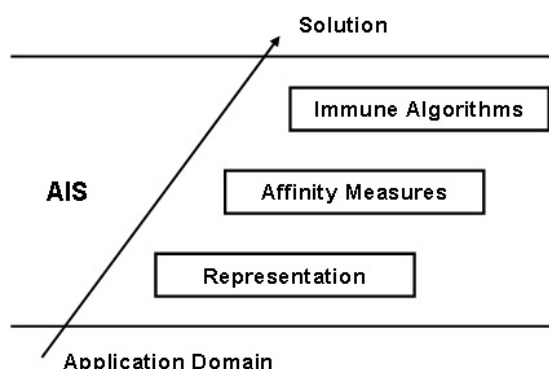 Solution
Immune Algorithms
AIS
Affinity Measures
Representation
Application Domain